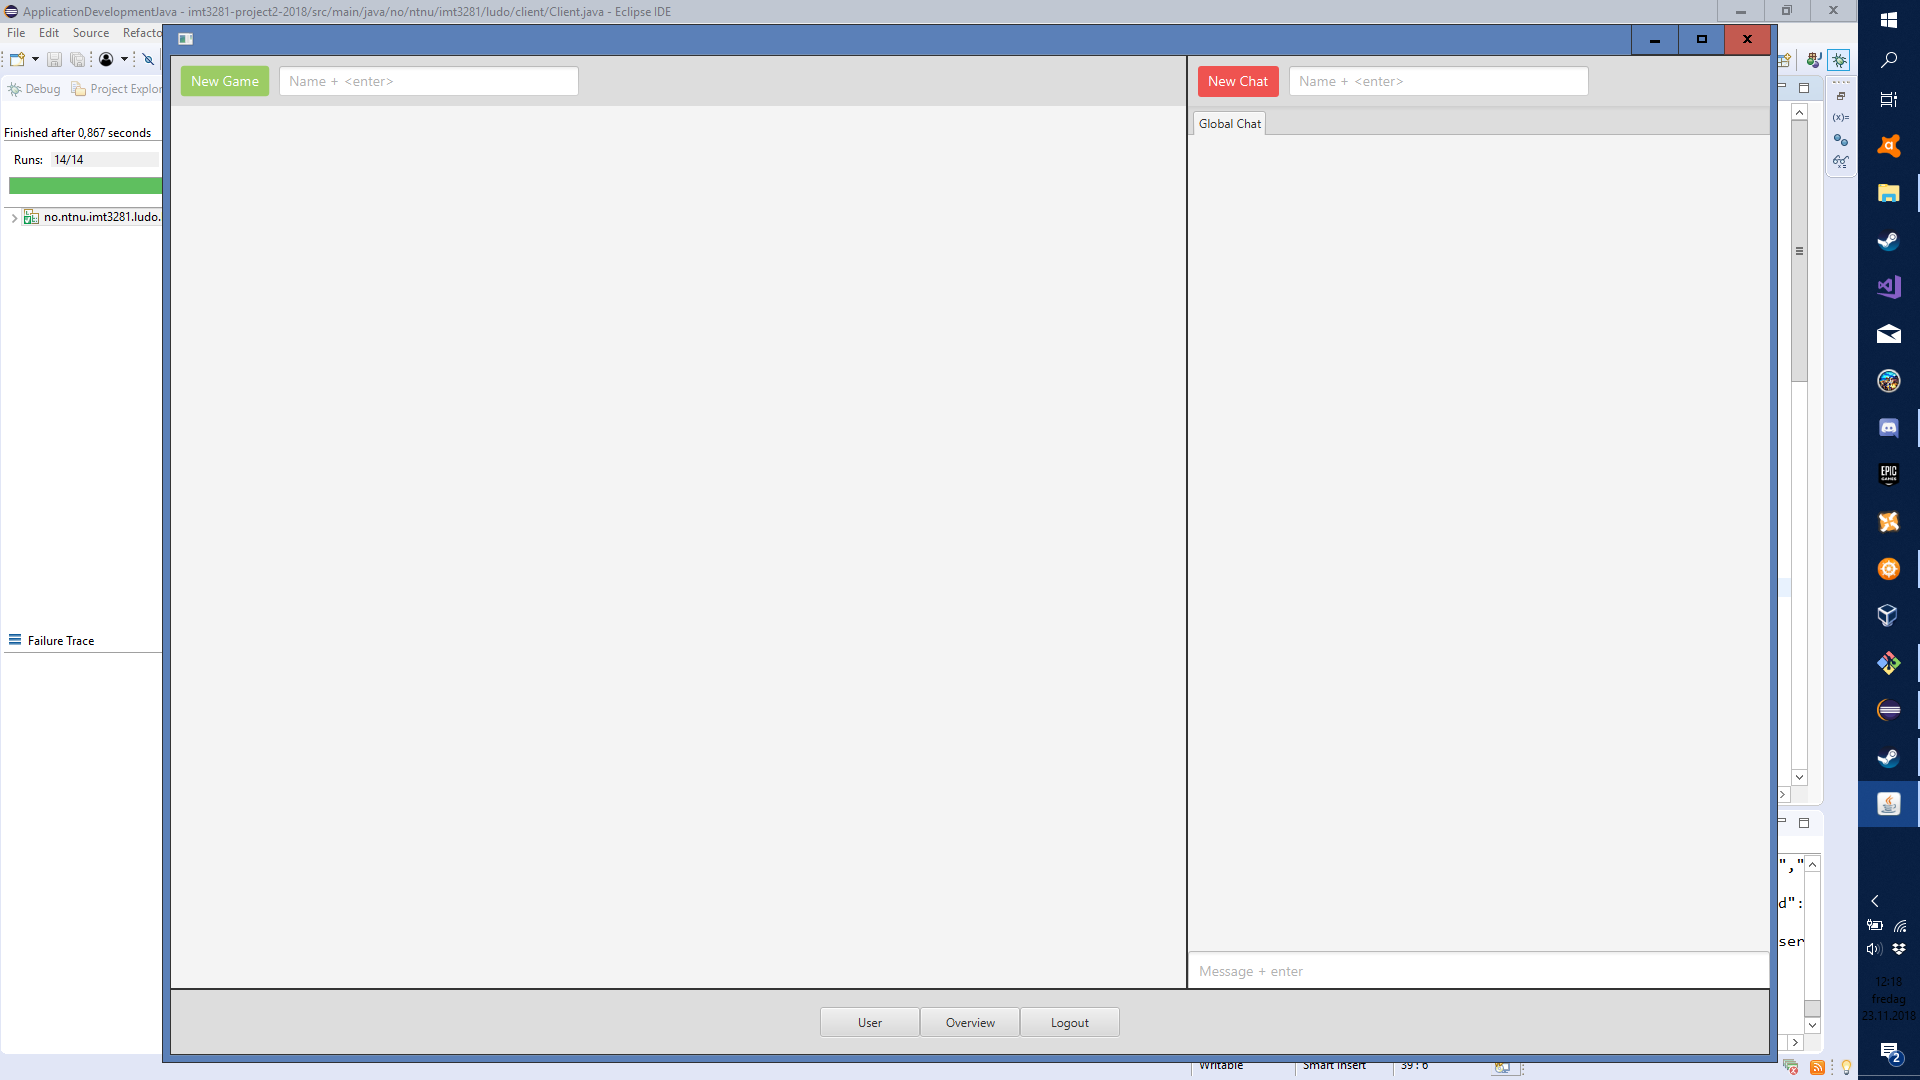 ApplicationDevelopmentJava - imt3281-project2-2018/src/main/java/no/ntnu/imt3281/ludo/client/Client.java - Eclipse IDE
File Edit Source Refacto
New Game
Name + <enter>
New Chat
Name + <enter>
Debug
Project Explor
Global Chat
Finished after 0,867 seconds
Runs: 14/14
(x)=
no.ntnu.imt3281.ludo.
EPIC
GAMES
Failure Trace
","
d":
ser
Message + enter
12:18
fredag
23.11.2018
User
Overview
Logout
2
Writable
Smart Insert
39 : 6